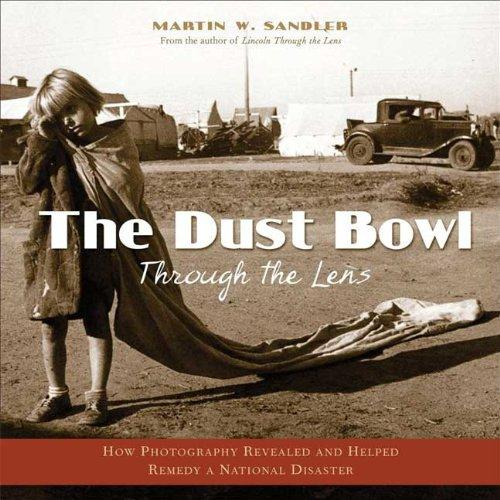 MARTIN W. SANDLER
From the author of Lincoln Through the Lens
The Dust Bowl
Through the Lens
HOW PHOTOGRAPHY REVEALED AND HELPED
REMEDY A NATIONAL DISASTER